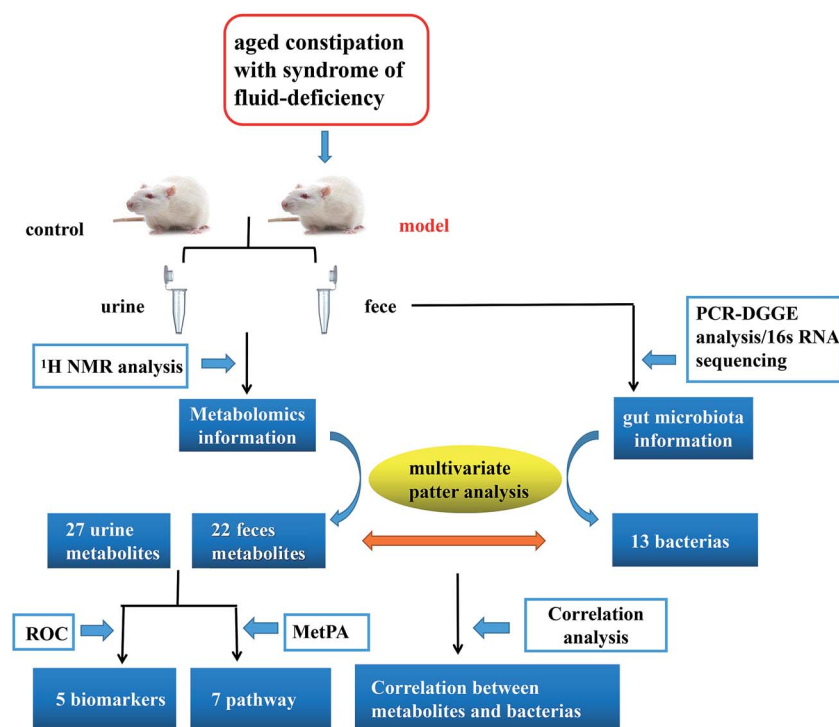 aged constipation
with syndrome of
fluid-deficiency
control
model
urine
fece
PCR-DGGE
analysis/16s RNA
sequencing
¹H NMR analysis
Metabolomics
information
gut microbiota
information
multivariate
patter analysis
27 urine
metabolites
22 feces
metabolites
13 bacterias
ROC
MetPA
Correlation
analysis
5 biomarkers
7 pathway
Correlation between
metabolites and bacterias